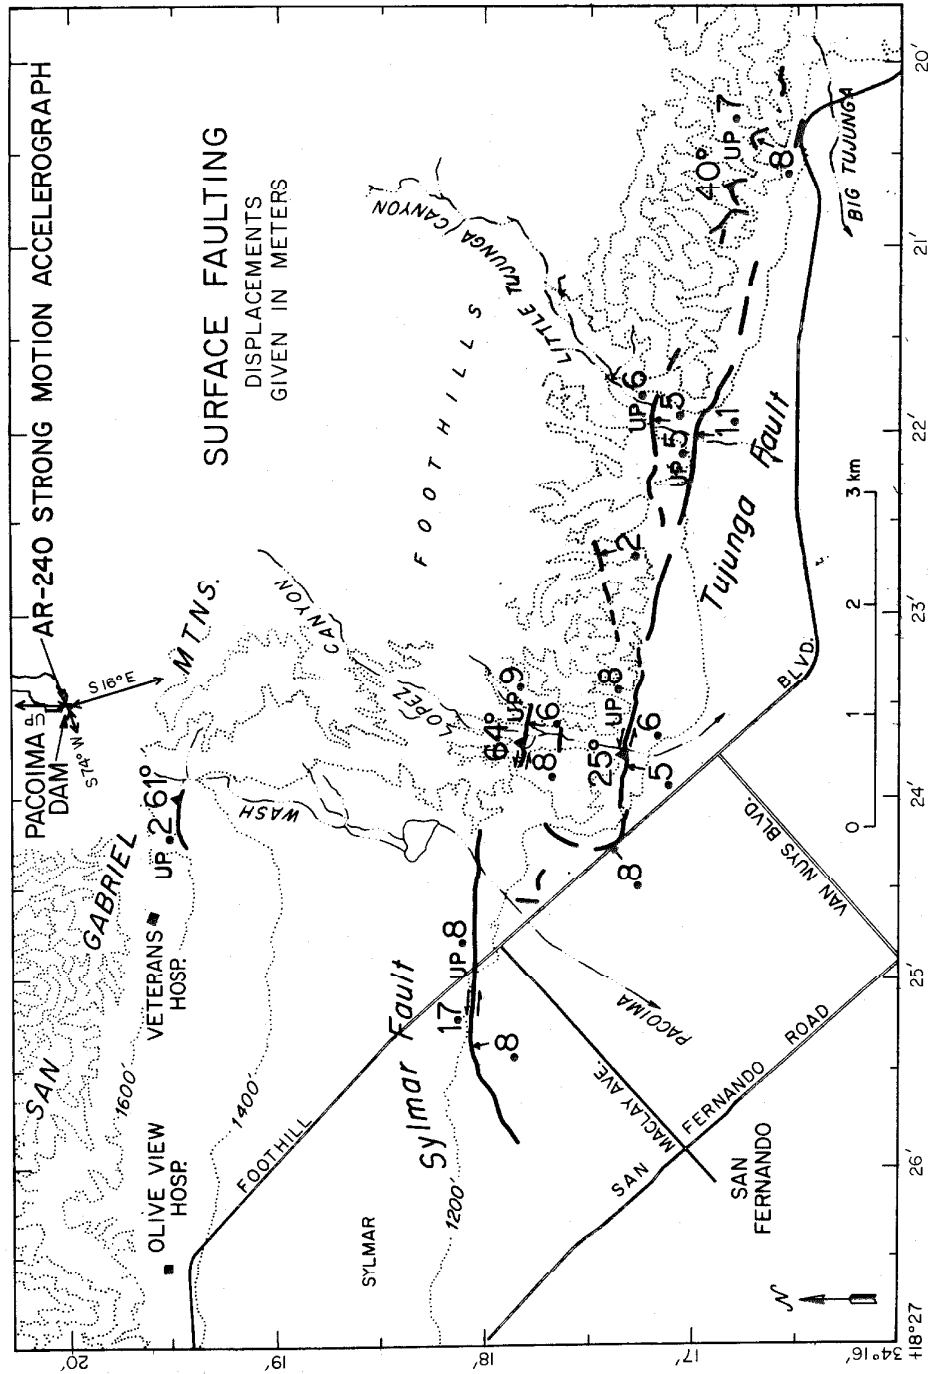 PACOIMA
DAM
UP
AR-240 STRONG MOTION ACCELEROGRAPH
S 16° E
S 74° W
SURFACE FAULTING
DISPLACEMENTS
GIVEN IN METERS
SAN
GABRIEL
MTNS.
UP .2 61°
VETERANS
HOSP.
OLIVE VIEW
HOSP.
1600'
1400'
1200'
WASH
CANYON
LOPEZ
FOOTHILLS
LITTLE TUJUNGA CANYON
FOOTHILL
BLVD.
Sylmar Fault
SYLMAR
1.7
UP .8
.8
1
64°
UP .9
.8
.6
25°
UP .8
.5
.6
.8
.2
UP .6
UP .5
.5
1.1
40°
UP .7
.8
Tujunga Fault
BIG TUJUNGA
PACOIMA
MACLAY AVE.
SAN FERNANDO ROAD
SAN
FERNANDO
VAN NUYS BLVD.
0 1 2 3 km
N
20'
19'
18'
17'
34°16'
118°27'
26'
25'
24'
23'
22'
21'
20'